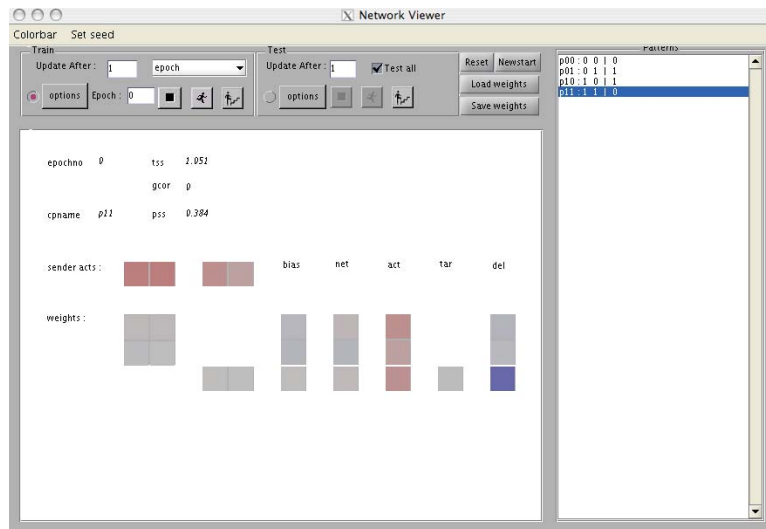 X Network Viewer
Colorbar Set seed
Train
Update After : 1 epoch
options Epoch : 0
Test
Update After : 1 Test all
options
Reset Newstart
Load weights
Save weights
Patterns
p00 : 0 0 | 0
p01 : 0 1 | 1
p10 : 1 0 | 1
p11 : 1 1 | 0
epochno 0 tss 1.051
gcor 0
cpname p11 pss 0.384
sender acts : bias net act tar del
weights :